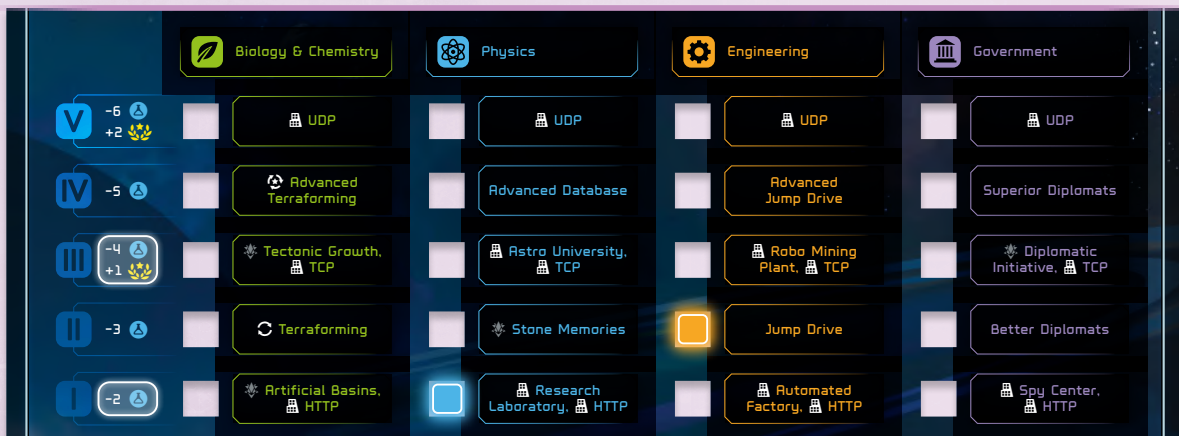 Biology & Chemistry
Physics
Engineering
Government
V
-6
+2
UDP
UDP
UDP
UDP
IV
-5
Advanced
Terraforming
Advanced Database
Advanced
Jump Drive
Superior Diplomats
III
-4
+1
Tectonic Growth,
TCP
Astro University,
TCP
Robo Mining
Plant, TCP
Diplomatic
Initiative, TCP
II
-3
Terraforming
Stone Memories
Jump Drive
Better Diplomats
I
-2
Artificial Basins,
HTTP
Research
Laboratory, HTTP
Automated
Factory, HTTP
Spy Center,
HTTP